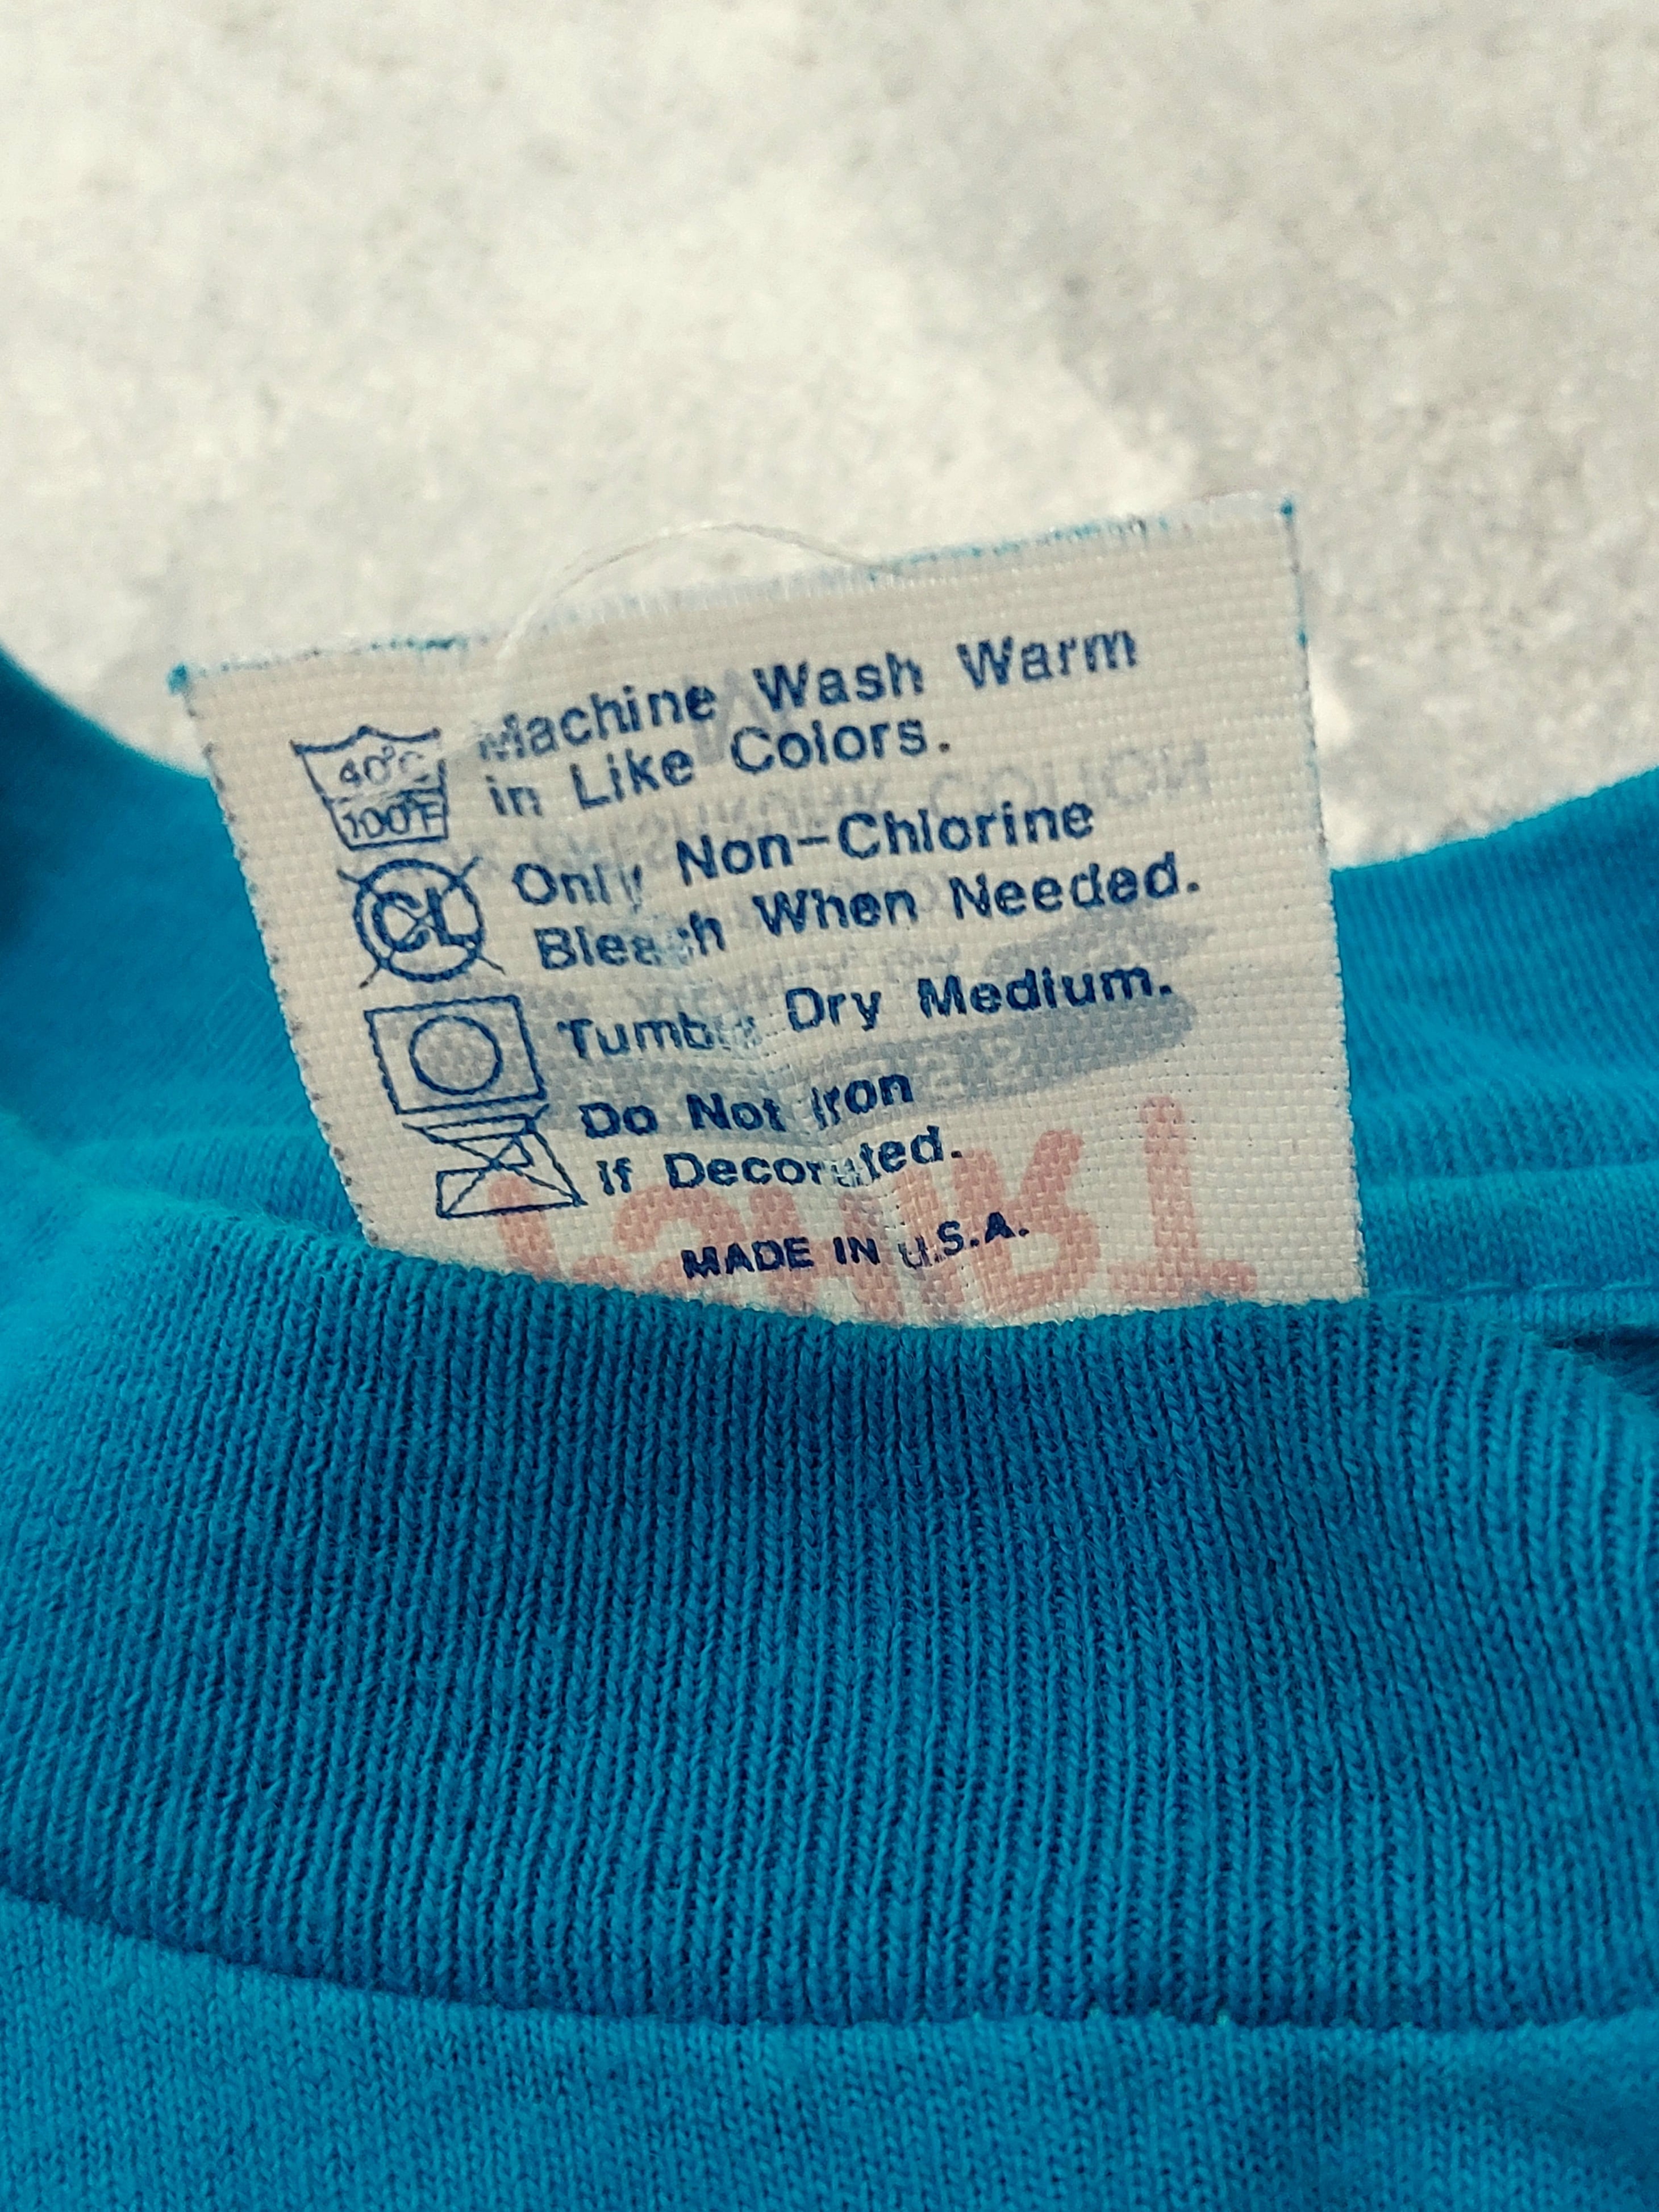 40°C
100°F
Machine Wash Warm
in Like Colors.
CL
Only Non-Chlorine
Bleach When Needed.
Tumble Dry Medium.
Do Not Iron
If Decorated.
MADE IN U.S.A.